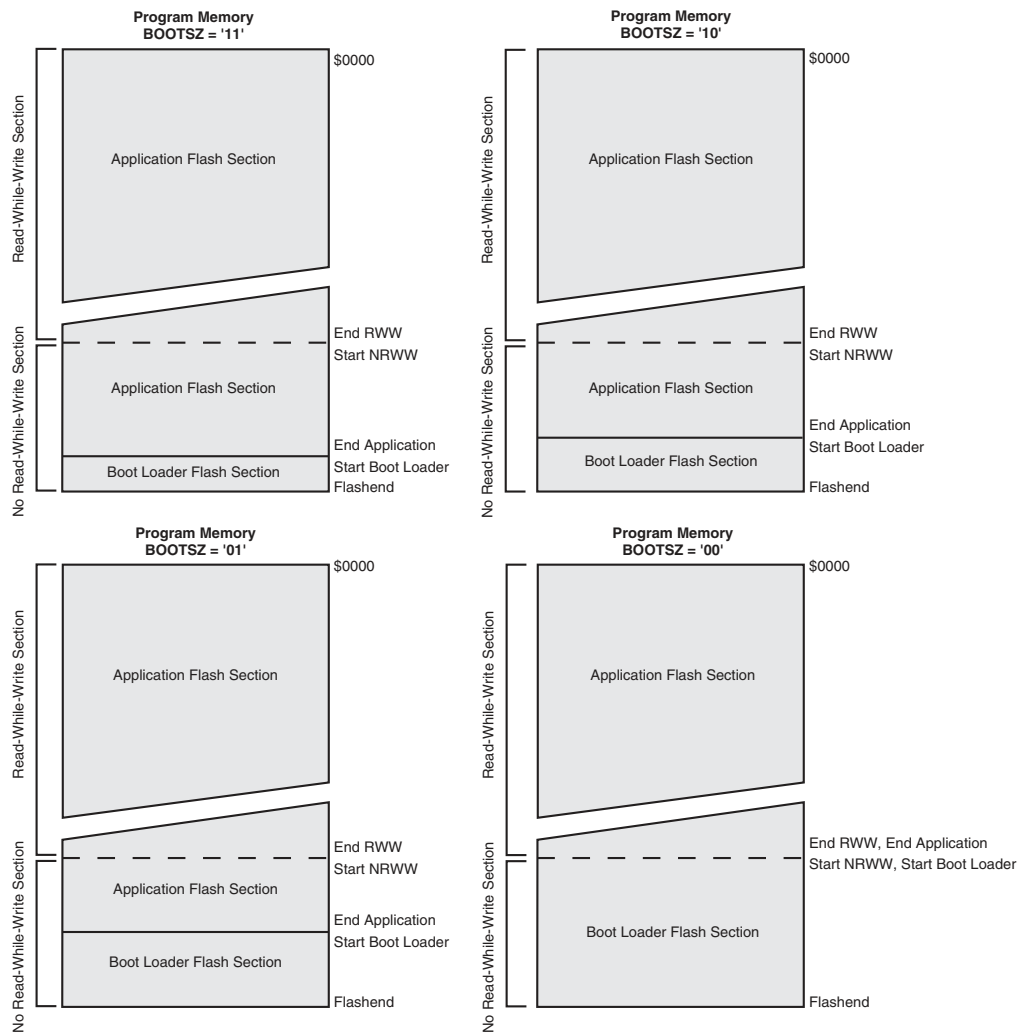 Program Memory
BOOTSZ = '11'
$0000
Read-While-Write Section
Application Flash Section
End RWW
Start NRWW
No Read-While-Write Section
Application Flash Section
End Application
Start Boot Loader
Boot Loader Flash Section
Flashend
Program Memory
BOOTSZ = '10'
$0000
Read-While-Write Section
Application Flash Section
End RWW
Start NRWW
No Read-While-Write Section
Application Flash Section
End Application
Start Boot Loader
Boot Loader Flash Section
Flashend
Program Memory
BOOTSZ = '01'
$0000
Read-While-Write Section
Application Flash Section
End RWW
Start NRWW
No Read-While-Write Section
Application Flash Section
End Application
Start Boot Loader
Boot Loader Flash Section
Flashend
Program Memory
BOOTSZ = '00'
$0000
Read-While-Write Section
Application Flash Section
End RWW, End Application
Start NRWW, Start Boot Loader
No Read-While-Write Section
Boot Loader Flash Section
Flashend